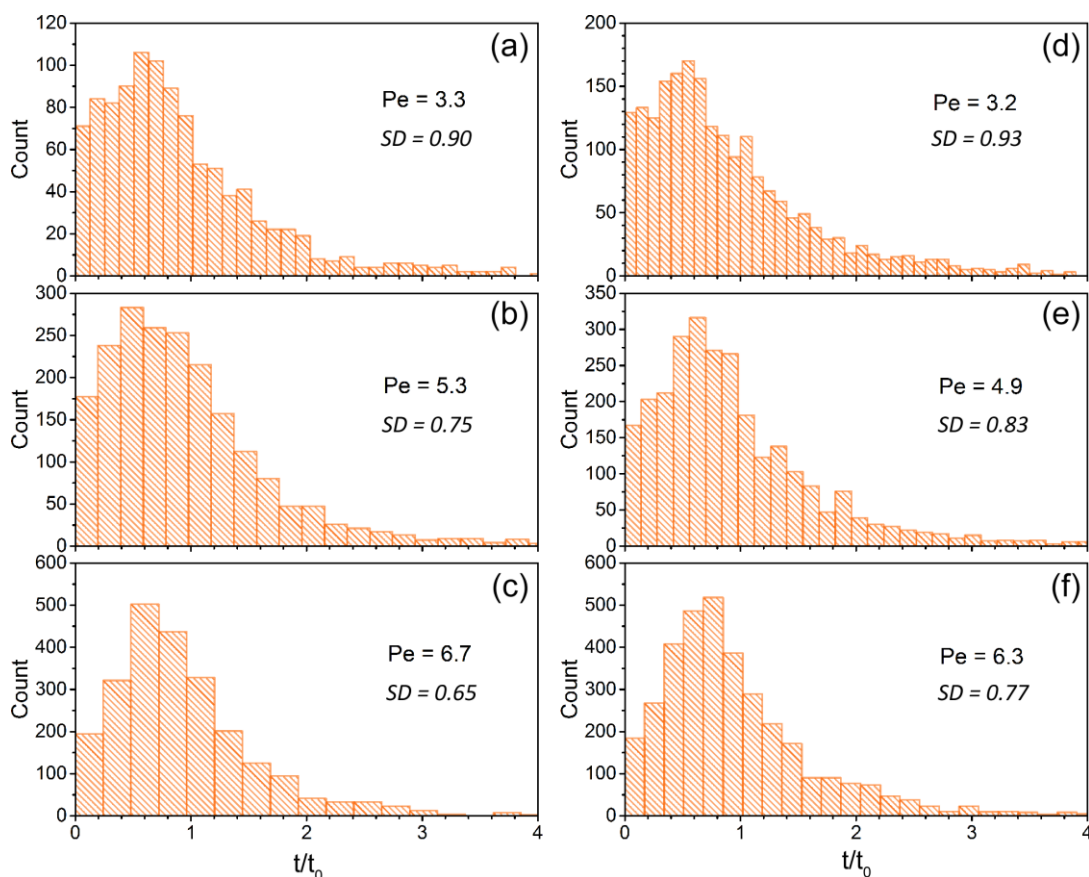 (a)
Pe = 3.3
SD = 0.90
Count
120
100
80
60
40
20
0
(d)
Pe = 3.2
SD = 0.93
Count
200
150
100
50
0
(b)
Pe = 5.3
SD = 0.75
Count
300
250
200
150
100
50
0
(e)
Pe = 4.9
SD = 0.83
Count
350
300
250
200
150
100
50
0
(c)
Pe = 6.7
SD = 0.65
Count
600
500
400
300
200
100
0
0 1 2 3 4
t/t0
(f)
Pe = 6.3
SD = 0.77
Count
600
500
400
300
200
100
0
0 1 2 3 4
t/t0